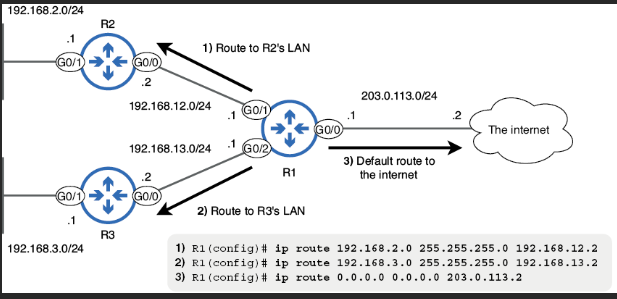 192.168.2.0/24
R2
.1
G0/1
G0/0
.2
1) Route to R2's LAN
192.168.12.0/24
G0/1
.1
203.0.113.0/24
.1
.2
G0/0
The internet
192.168.13.0/24
.1
G0/2
R1
3) Default route to
the internet
.2
G0/1
G0/0
.1
R3
2) Route to R3's LAN
192.168.3.0/24
1) R1(config)# ip route 192.168.2.0 255.255.255.0 192.168.12.2
2) R1(config)# ip route 192.168.3.0 255.255.255.0 192.168.13.2
3) R1(config)# ip route 0.0.0.0 0.0.0.0 203.0.113.2